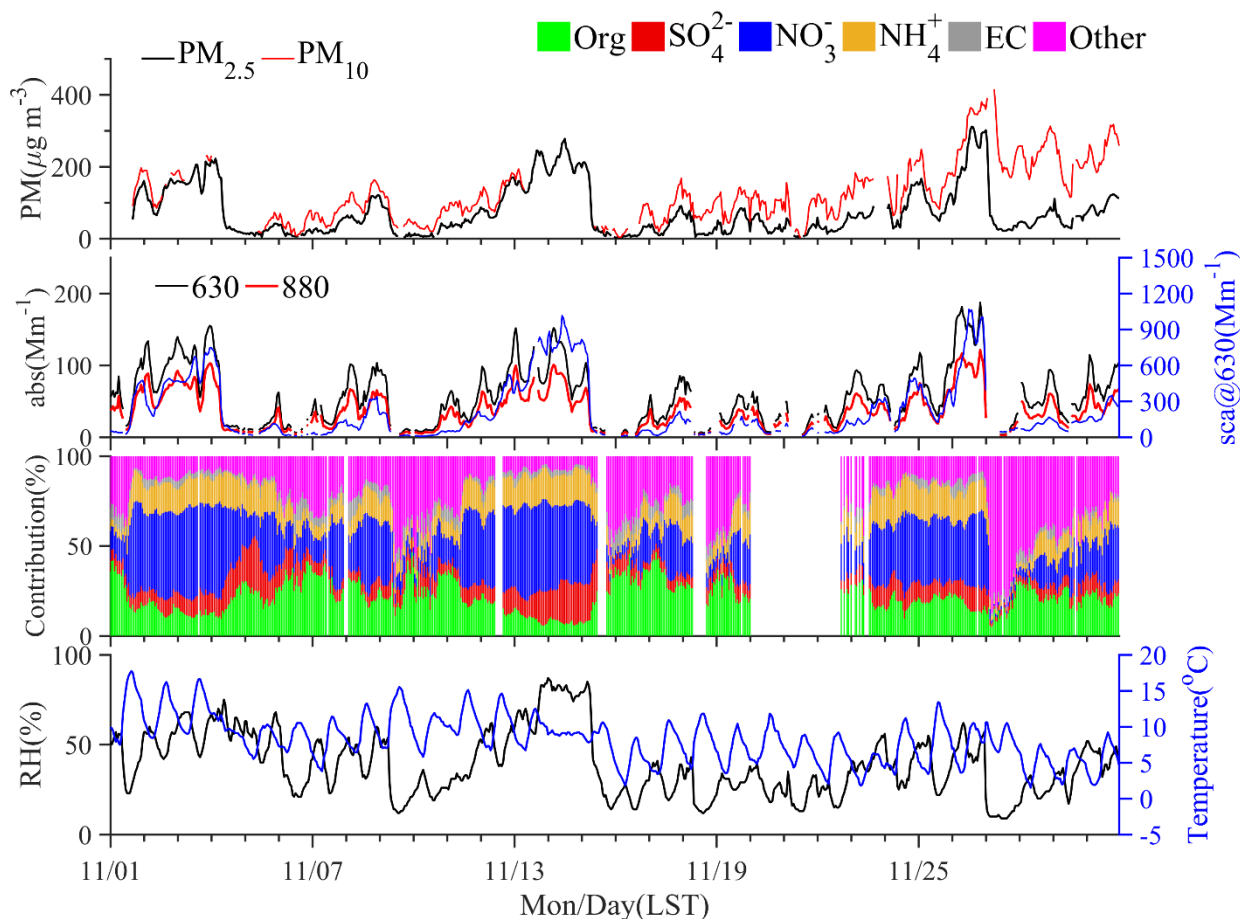 Org SO₄²⁻ NO₃⁻ NH₄⁺ EC Other
PM₂.₅ PM₁₀
PM(μg m⁻³)
400
200
0
630 880
abs(Mm⁻¹)
200
100
0
1500
1200
900
600
300
0
sca@630(Mm⁻¹)
Contribution(%)
100
50
0
RH(%)
100
50
0
20
15
10
5
0
-5
Temperature(°C)
11/01 11/07 11/13 11/19 11/25
Mon/Day(LST)